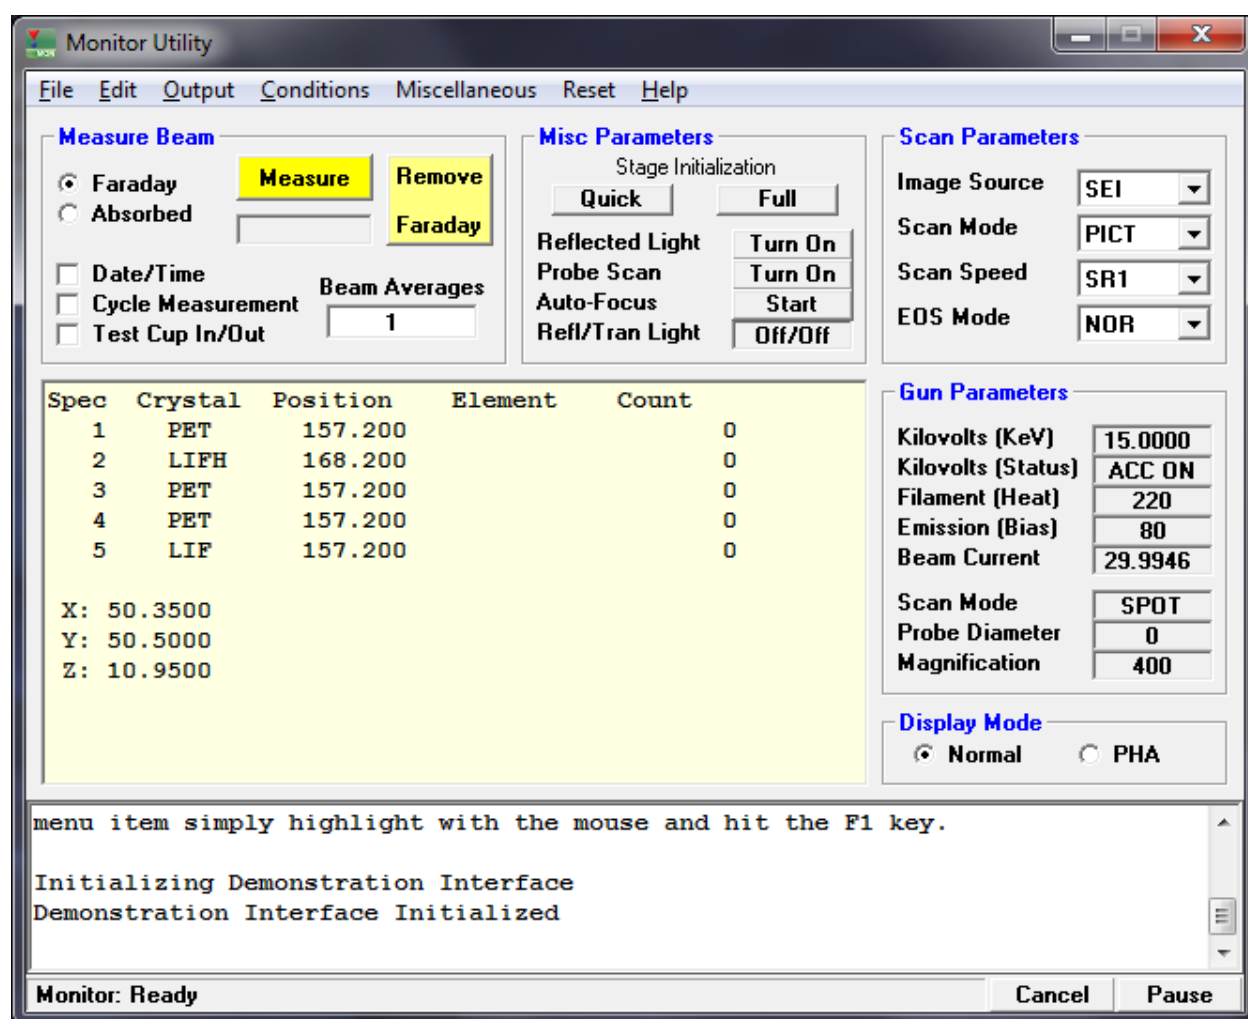 Monitor Utility
File Edit Output Conditions Miscellaneous Reset Help
Measure Beam
Faraday
Absorbed
Measure
Remove
Faraday
Date/Time
Cycle Measurement
Test Cup In/Out
Beam Averages
1
Misc Parameters
Stage Initialization
Quick Full
Reflected Light Turn On
Probe Scan Turn On
Auto-Focus Start
Refl/Tran Light Off/Off
Scan Parameters
Image Source SEI
Scan Mode PICT
Scan Speed SR1
EOS Mode NOR
Spec Crystal Position Element Count
1 PET 157.200 0
2 LIFH 168.200 0
3 PET 157.200 0
4 PET 157.200 0
5 LIF 157.200 0
X: 50.3500
Y: 50.5000
Z: 10.9500
Gun Parameters
Kilovolts (KeV) 15.0000
Kilovolts (Status) ACC ON
Filament (Heat) 220
Emission (Bias) 80
Beam Current 29.9946
Scan Mode SPOT
Probe Diameter 0
Magnification 400
Display Mode
Normal PHA
menu item simply highlight with the mouse and hit the F1 key.
Initializing Demonstration Interface
Demonstration Interface Initialized
Monitor: Ready
Cancel Pause